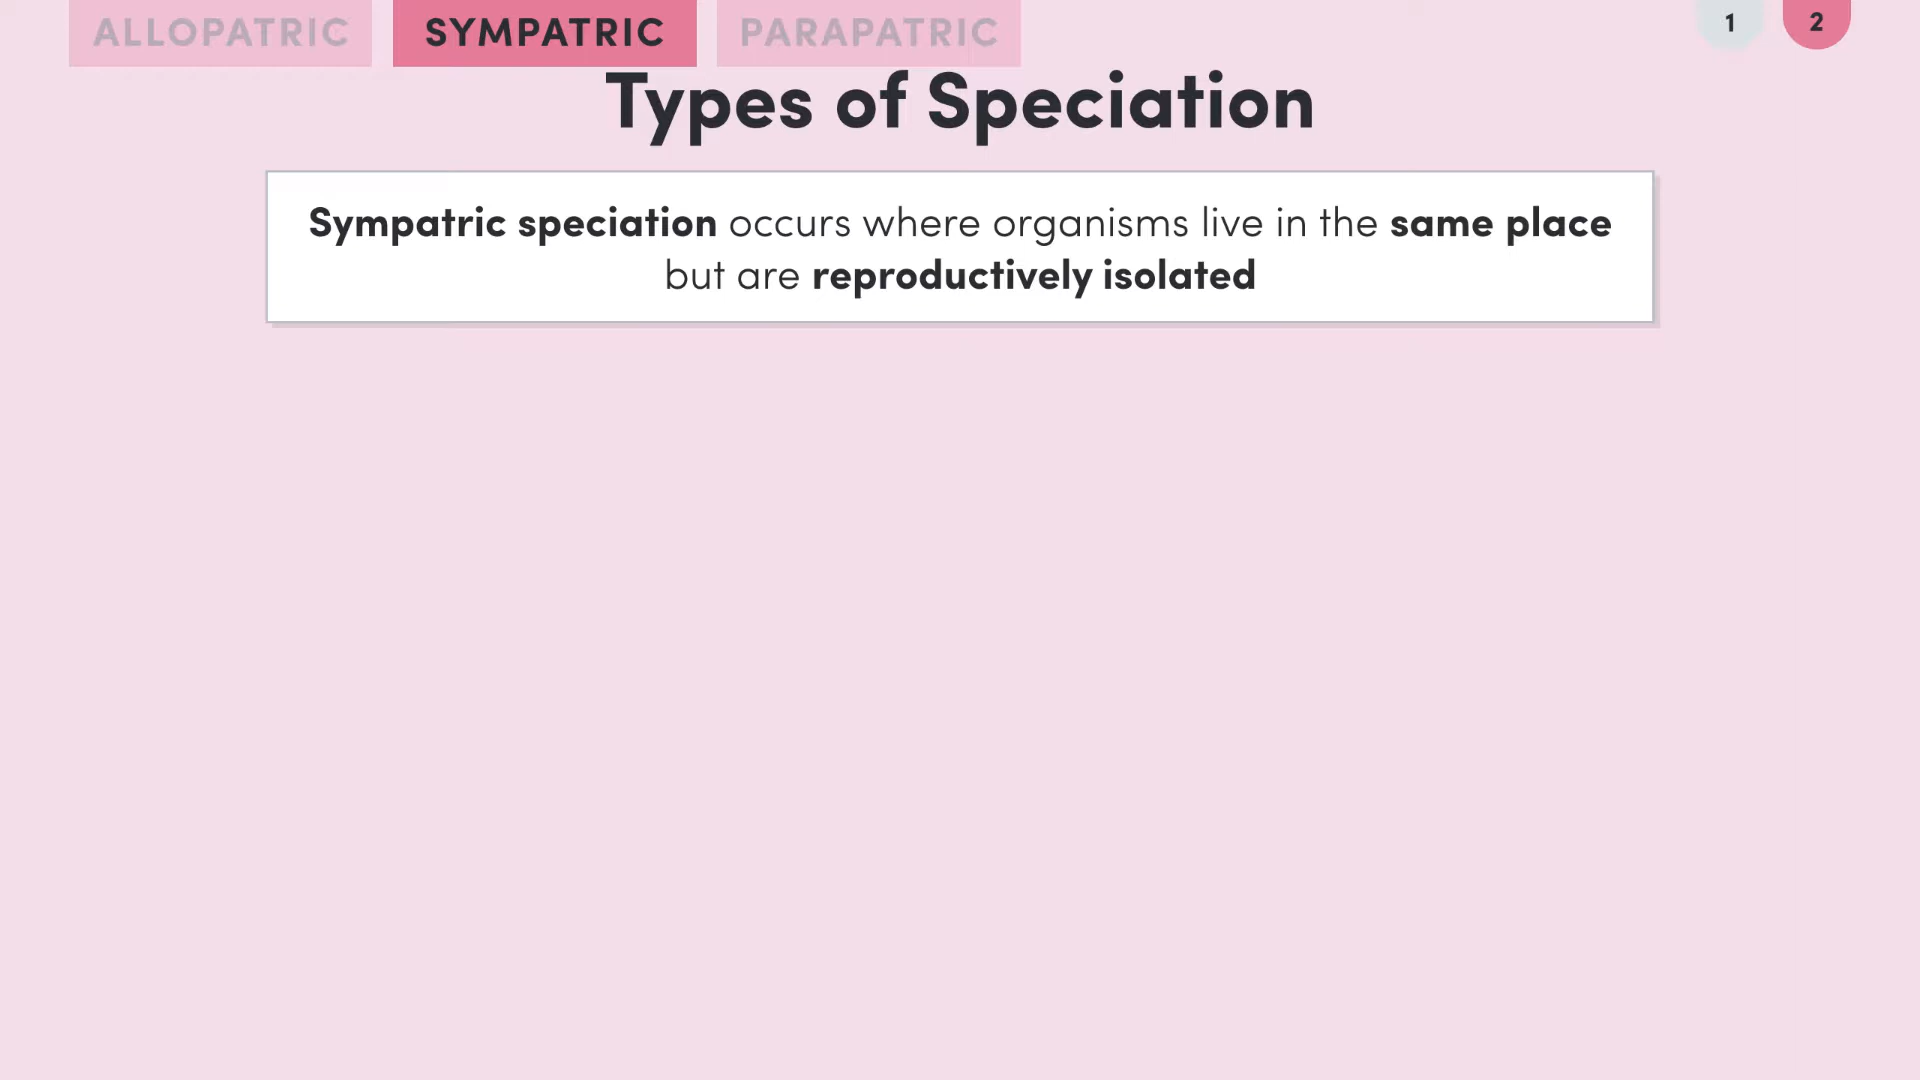 ALLOPATRIC SYMPATRIC PARAPATRIC 1 2
Types of Speciation
Sympatric speciation occurs where organisms live in the same place
but are reproductively isolated